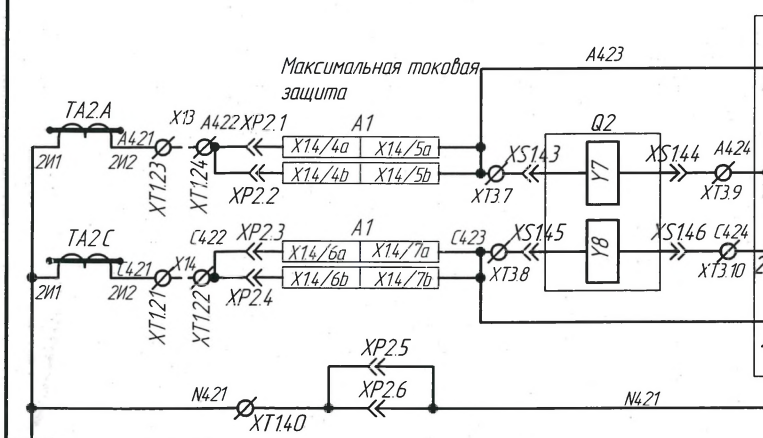 A423
Максимальная токовая
защита
TA2.A
X13
A421
A422
XP2.1
A1
Q2
2И1
2И2
XT1.23
XT1.24
X14/4a
X14/5a
X14/4b
X14/5b
XP2.2
XS1.43
Y7
XS1.44
A424
XT3.7
XT3.9
TA2.C
X14
C421
C422
XP2.3
A1
C423
2И1
2И2
XT1.21
XT1.22
X14/6a
X14/7a
X14/6b
X14/7b
XP2.4
XS1.45
Y8
XS1.46
C424
XT3.8
XT3.10
XP2.5
N421
XP2.6
N421
XT1.40